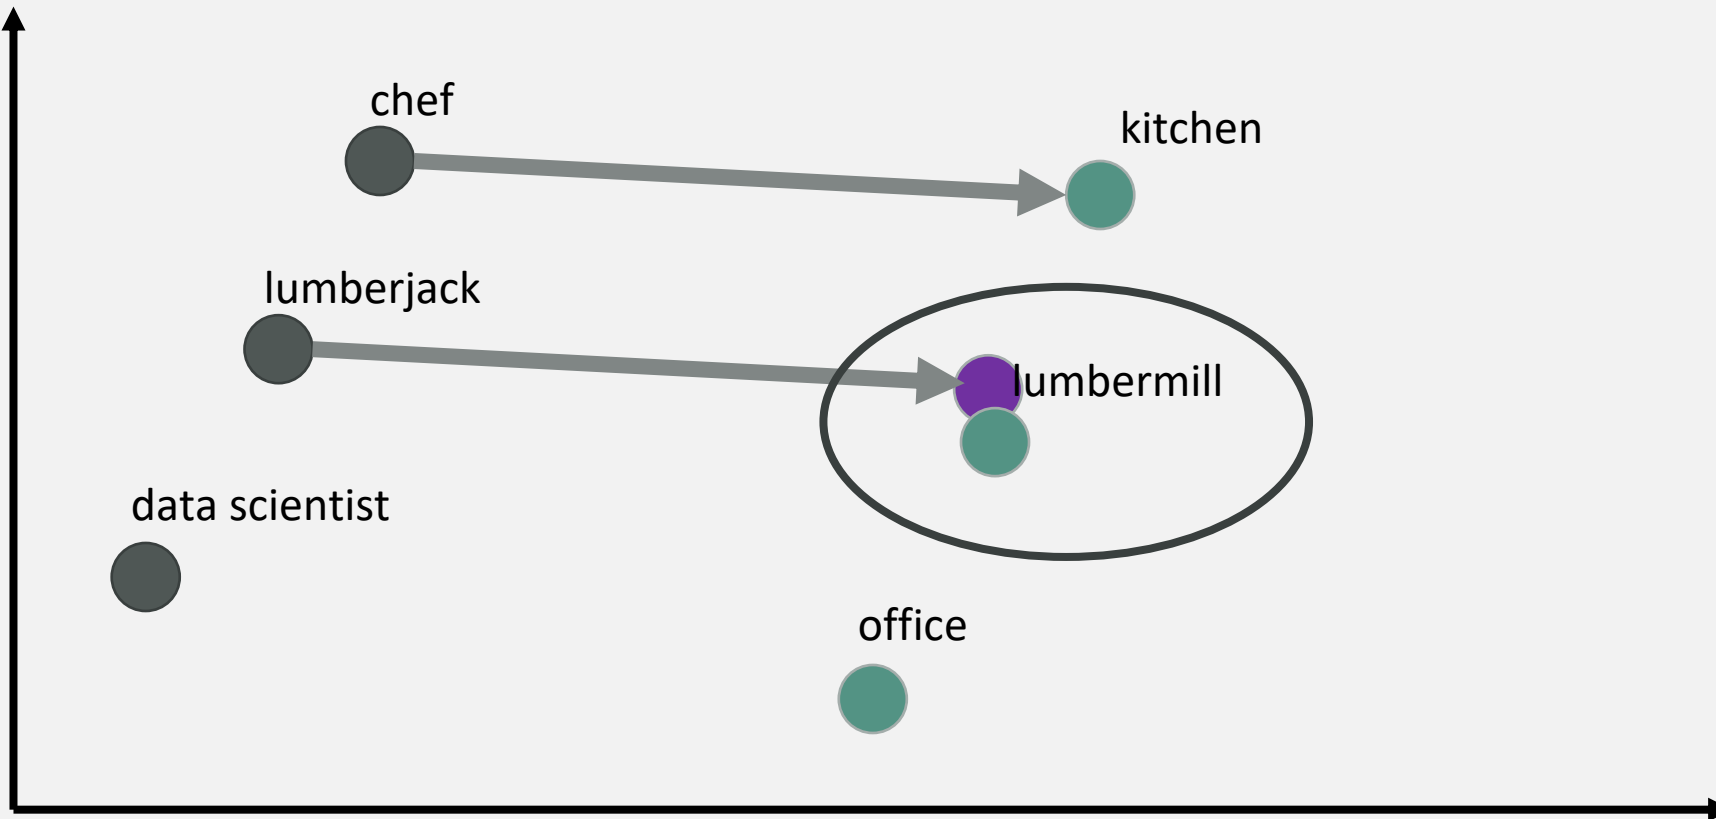 chef
kitchen
lumberjack
lumbermill
data scientist
office